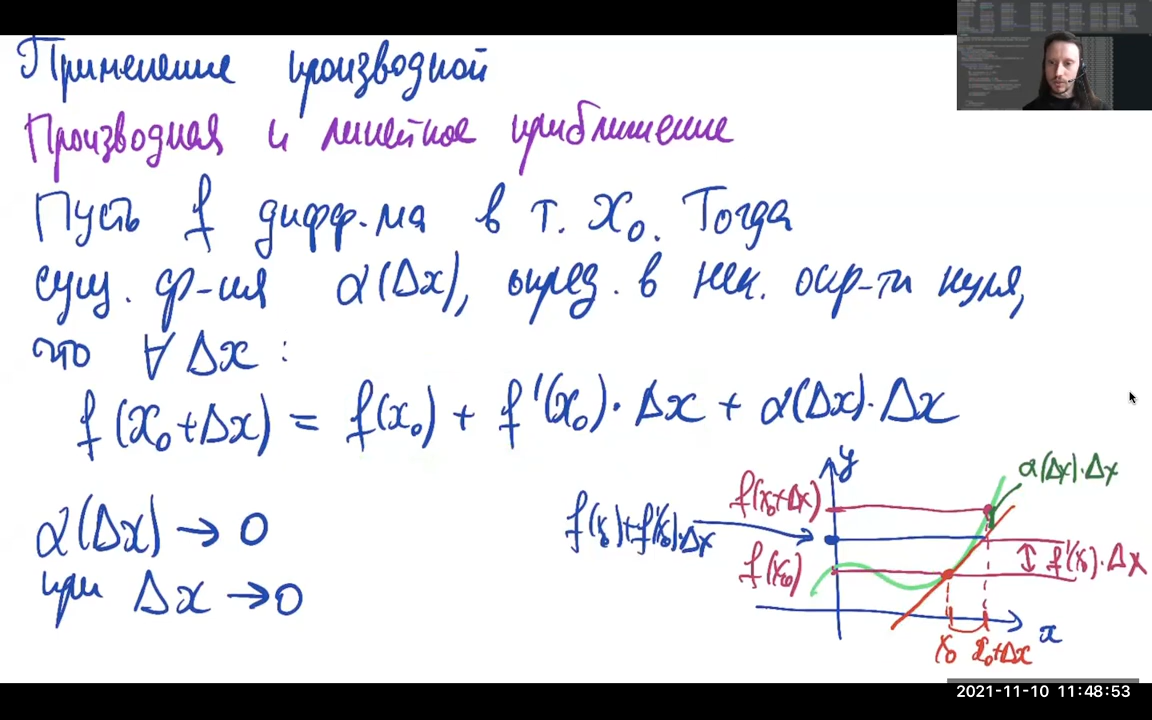 Применение производной
Производная и линейное приближение
Пусть f дифф-ма в т. x₀. Тогда
сущ. ф-ия α(Δx), опред. в нек. окр-ти нуля,
что ∀ Δx :
f(x₀+Δx) = f(x₀) + f'(x₀)·Δx + α(Δx)·Δx
α(Δx) → 0
при Δx → 0
y
α(Δx)·Δx
f(x₀+Δx)
f(x₀)+f'(x₀)·Δx
f(x₀)
f'(x₀)·Δx
x
x₀ x₀+Δx
2021-11-10 11:48:53